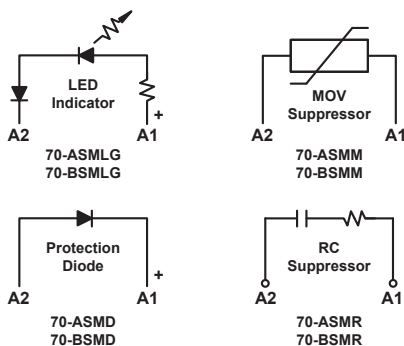 LED
Indicator
+
A2 A1
70-ASMLG
70-BSMLG
MOV
Suppressor
A2 A1
70-ASMM
70-BSMM
Protection
Diode
+
A2 A1
70-ASMD
70-BSMD
RC
Suppressor
A2 A1
70-ASMR
70-BSMR